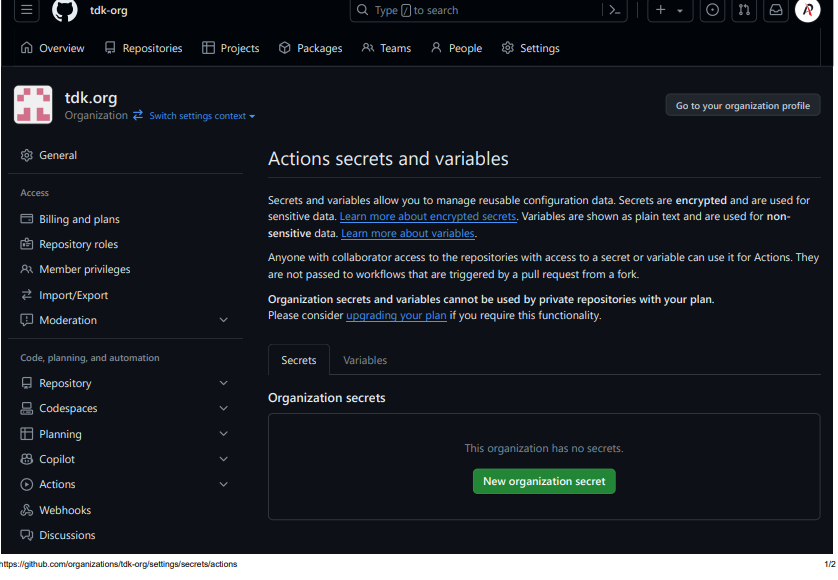 tdk-org
Type / to search
Overview
Repositories
Projects
Packages
Teams
People
Settings
tdk.org
Organization
Switch settings context
Go to your organization profile
General
Access
Billing and plans
Repository roles
Member privileges
Import/Export
Moderation
Code, planning, and automation
Repository
Codespaces
Planning
Copilot
Actions
Webhooks
Discussions
Actions secrets and variables
Secrets and variables allow you to manage reusable configuration data. Secrets are encrypted and are used for
sensitive data. Learn more about encrypted secrets. Variables are shown as plain text and are used for non-
sensitive data. Learn more about variables.
Anyone with collaborator access to the repositories with access to a secret or variable can use it for Actions. They
are not passed to workflows that are triggered by a pull request from a fork.
Organization secrets and variables cannot be used by private repositories with your plan.
Please consider upgrading your plan if you require this functionality.
Secrets
Variables
Organization secrets
This organization has no secrets.
New organization secret
https://github.com/organizations/tdk-org/settings/secrets/actions
1/2